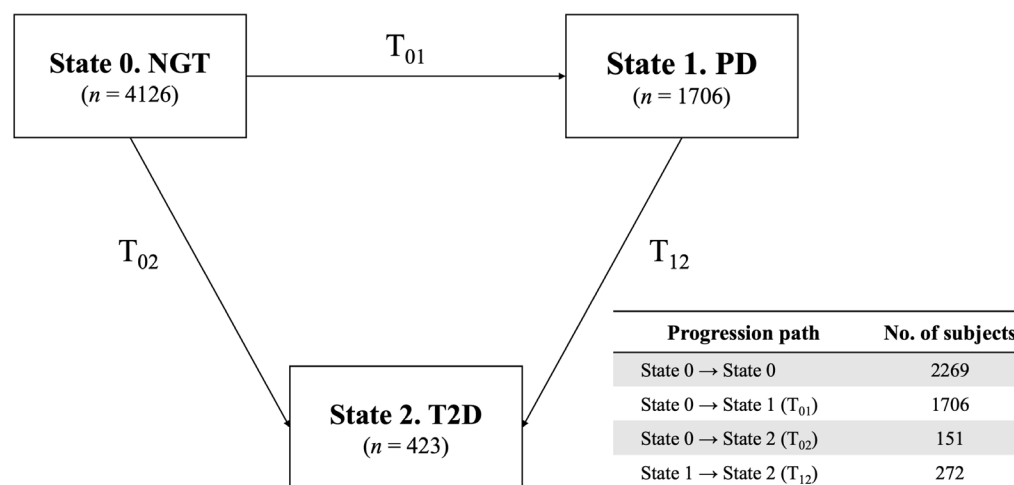 State 0. NGT
(n = 4126)
T01
State 1. PD
(n = 1706)
T02
T12
State 2. T2D
(n = 423)
Progression path No. of subjects
State 0 → State 0 2269
State 0 → State 1 (T01) 1706
State 0 → State 2 (T02) 151
State 1 → State 2 (T12) 272